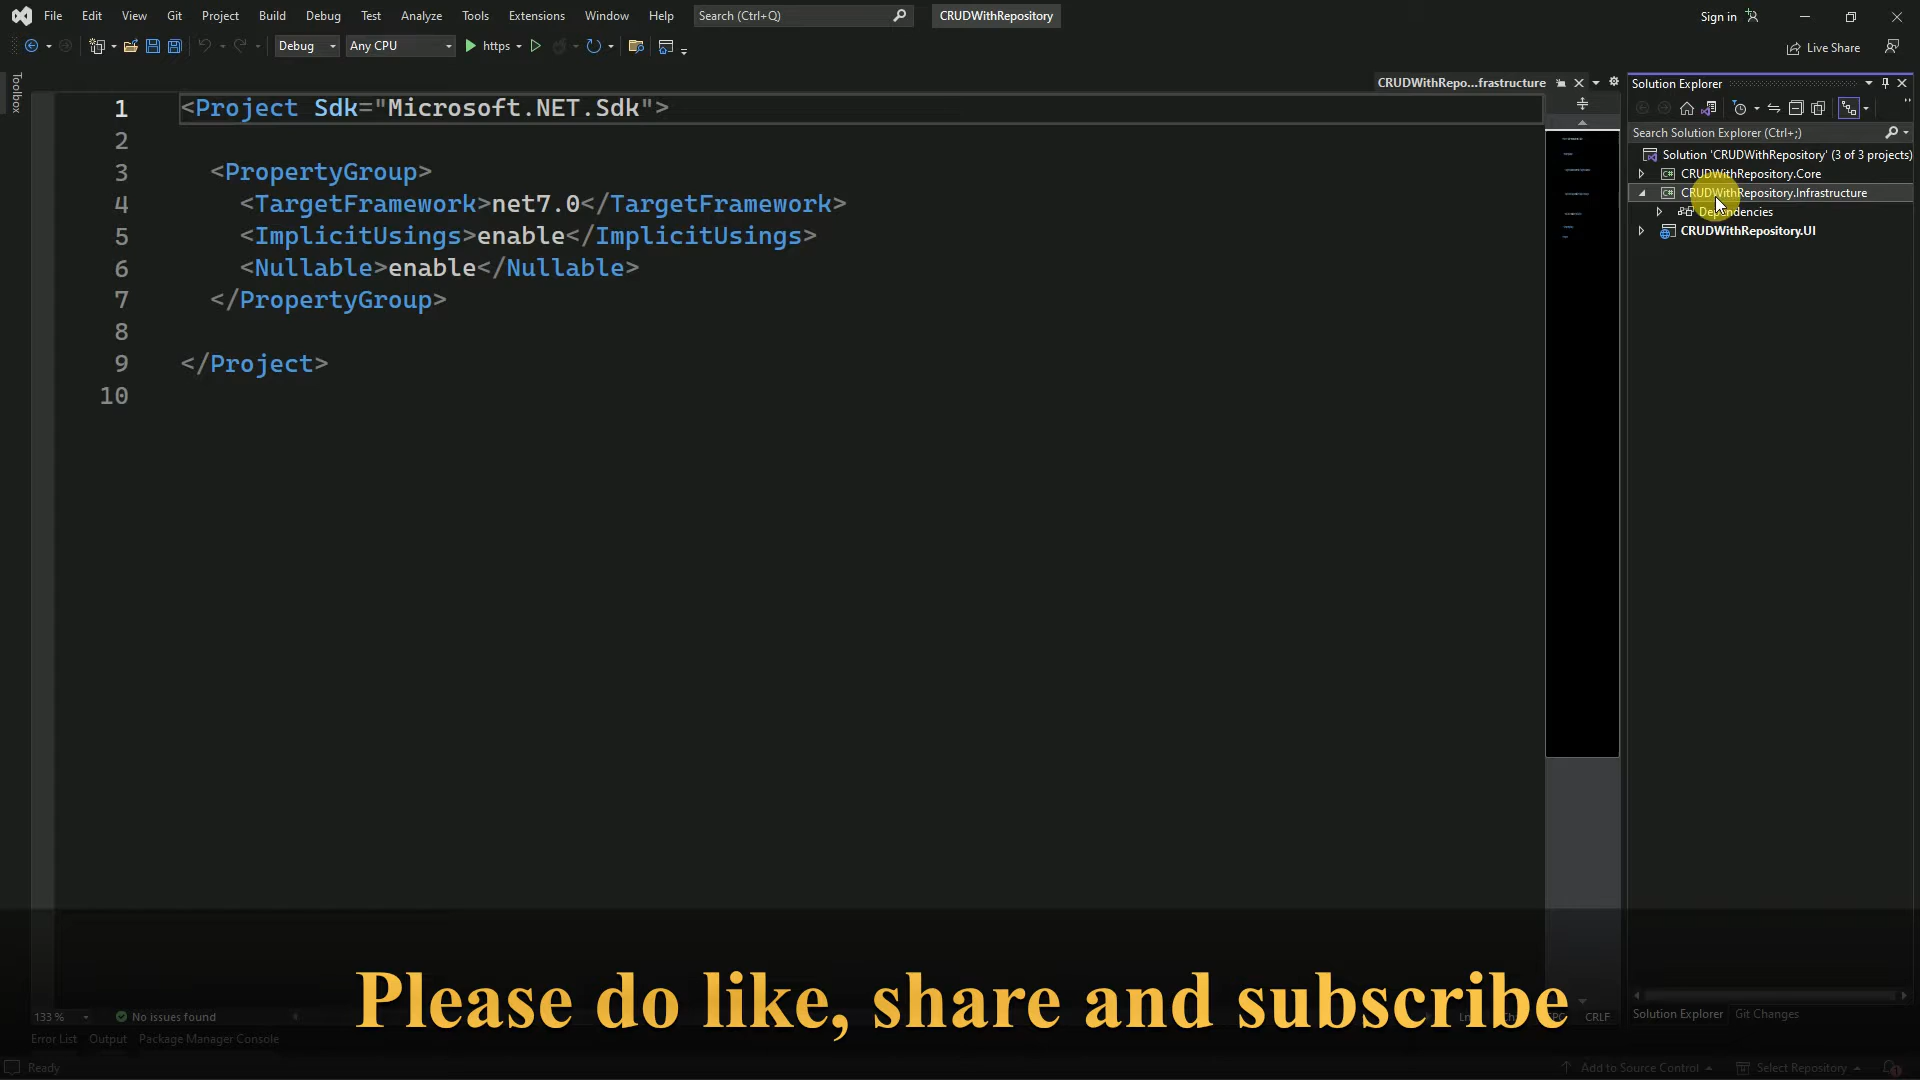 File Edit View Git Project Build Debug Test Analyze Tools Extensions Window Help Search (Ctrl+Q) CRUDWithRepository Sign in
Debug Any CPU https Live Share
Toolbox
CRUDWithRepo...frastructure
Solution Explorer
Search Solution Explorer (Ctrl+;)
Solution 'CRUDWithRepository' (3 of 3 projects)
CRUDWithRepository.Core
CRUDWithRepository.Infrastructure
Dependencies
CRUDWithRepository.UI
1 <Project Sdk="Microsoft.NET.Sdk">
2
3 <PropertyGroup>
4 <TargetFramework>net7.0</TargetFramework>
5 <ImplicitUsings>enable</ImplicitUsings>
6 <Nullable>enable</Nullable>
7 </PropertyGroup>
8
9 </Project>
10
Please do like, share and subscribe
133 % No issues found CRLF
Solution Explorer Git Changes
Error List Output Package Manager Console
Ready Add to Source Control Select Repository